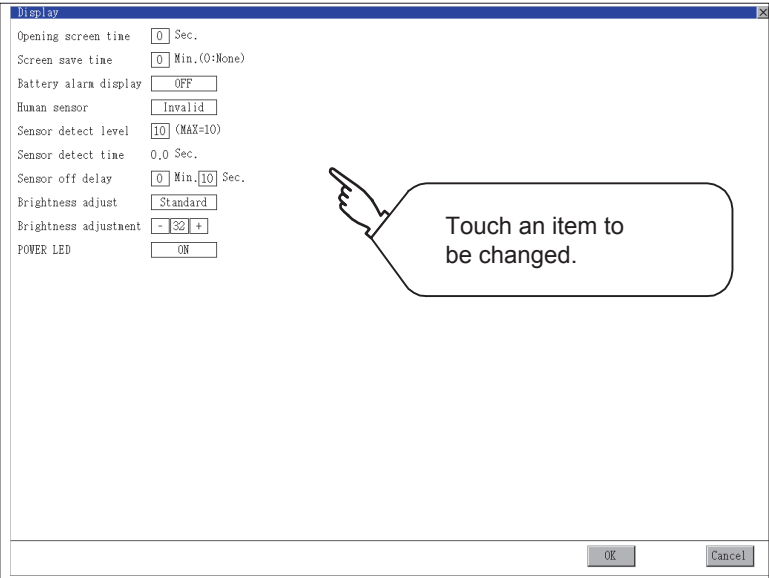 Display
Opening screen time 0 Sec.
Screen save time 0 Min.(0:None)
Battery alarm display OFF
Human sensor Invalid
Sensor detect level 10 (MAX=10)
Sensor detect time 0.0 Sec.
Sensor off delay 0 Min. 10 Sec.
Brightness adjust Standard
Brightness adjustment - 32 +
POWER LED ON
Touch an item to
be changed.
OK Cancel